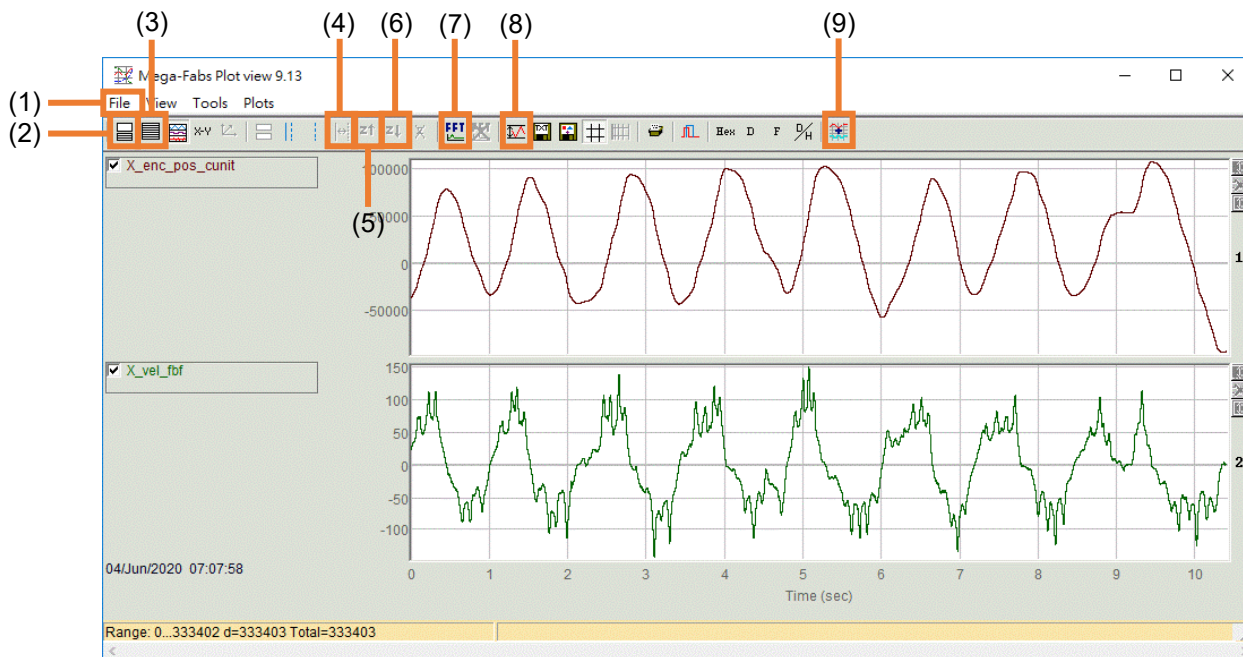 (3) (4) (6) (7) (8) (9)
Mega-Fabs Plot view 9.13
(1) File View Tools Plots
(2) X-Y Z↑ Z↓ FFT TXT Hex D F D/H
X_enc_pos_cunit
(5)
100000
50000
0
-50000
1
X_vel_fbf
150
100
50
0
-50
-100
2
04/Jun/2020 07:07:58
0 1 2 3 4 5 6 7 8 9 10
Time (sec)
Range: 0...333402 d=333403 Total=333403